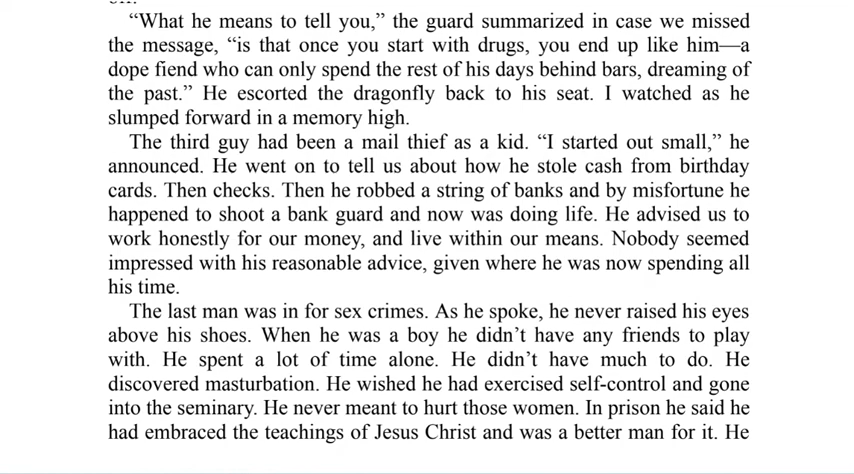 “What he means to tell you,” the guard summarized in case we missed
the message, “is that once you start with drugs, you end up like him—a
dope fiend who can only spend the rest of his days behind bars, dreaming of
the past.” He escorted the dragonfly back to his seat. I watched as he
slumped forward in a memory high.
The third guy had been a mail thief as a kid. “I started out small,” he
announced. He went on to tell us about how he stole cash from birthday
cards. Then checks. Then he robbed a string of banks and by misfortune he
happened to shoot a bank guard and now was doing life. He advised us to
work honestly for our money, and live within our means. Nobody seemed
impressed with his reasonable advice, given where he was now spending all
his time.
The last man was in for sex crimes. As he spoke, he never raised his eyes
above his shoes. When he was a boy he didn’t have any friends to play
with. He spent a lot of time alone. He didn’t have much to do. He
discovered masturbation. He wished he had exercised self-control and gone
into the seminary. He never meant to hurt those women. In prison he said he
had embraced the teachings of Jesus Christ and was a better man for it. He